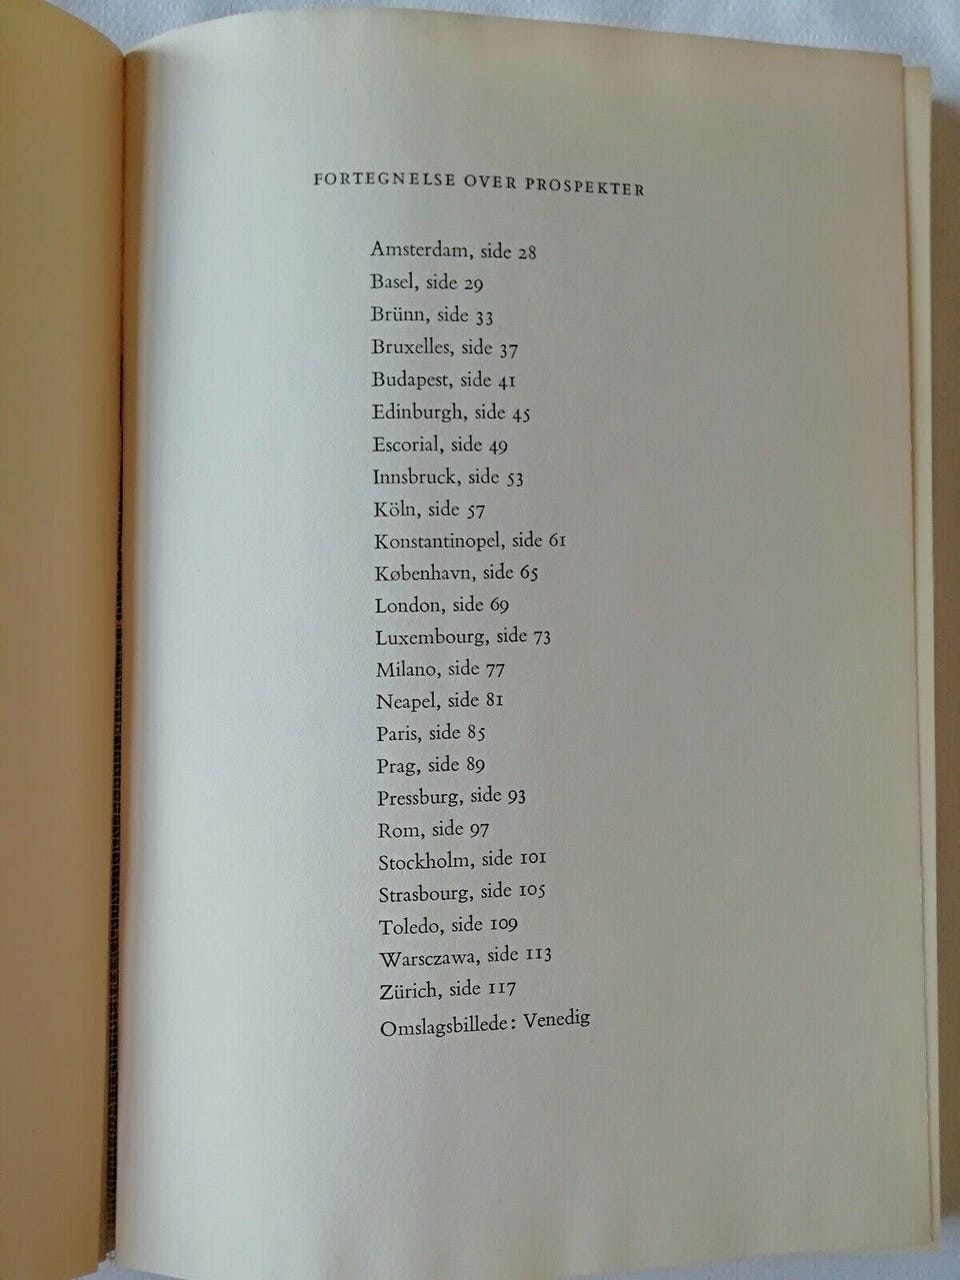 FORTEGNELSE OVER PROSPEKTER
Amsterdam, side 28
Basel, side 29
Brünn, side 33
Bruxelles, side 37
Budapest, side 41
Edinburgh, side 45
Escorial, side 49
Innsbruck, side 53
Köln, side 57
Konstantinopel, side 61
København, side 65
London, side 69
Luxembourg, side 73
Milano, side 77
Neapel, side 81
Paris, side 85
Prag, side 89
Pressburg, side 93
Rom, side 97
Stockholm, side 101
Strasbourg, side 105
Toledo, side 109
Warsczawa, side 113
Zürich, side 117
Omslagsbillede: Venedig